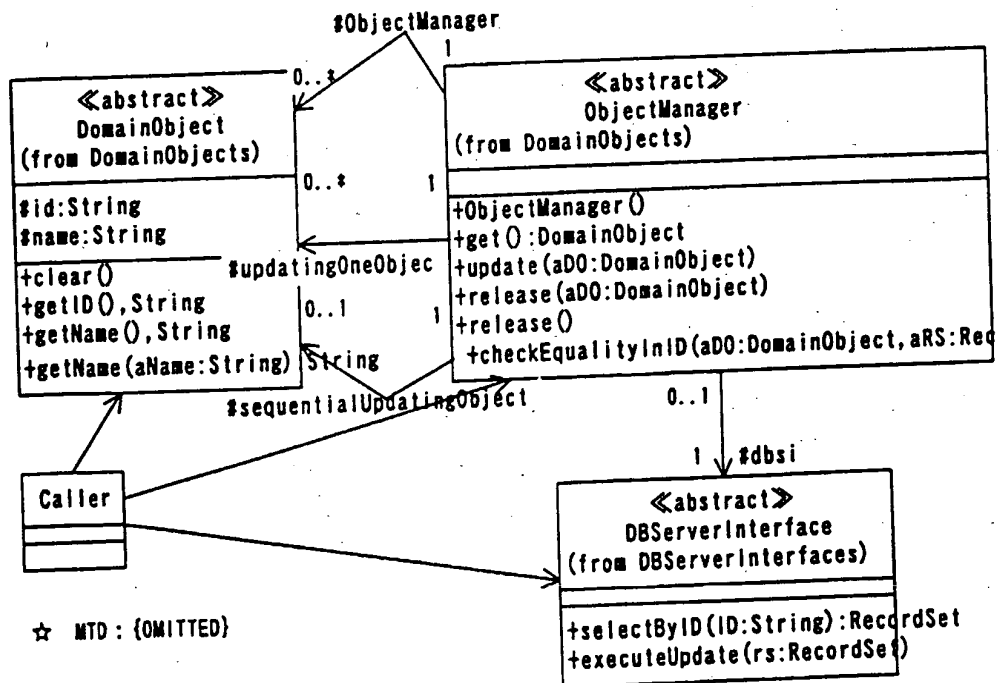 #ObjectManager
1
0..*
≪abstract≫
DomainObject
(from DomainObjects)
#id:String
#name:String
+clear()
+getID(),String
+getName(),String
+getName(aName:String) String
≪abstract≫
ObjectManager
(from DomainObjects)
+ObjectManager()
+get():DomainObject
+update(aDO:DomainObject)
+release(aDO:DomainObject)
+release()
+checkEqualityInID(aDO:DomainObject,aRS:Rec
0..*
1
#updatingOneObjec
0..1
1
#sequentialUpdatingObject
0..1
1
#dbsi
Caller
≪abstract≫
DBServerInterface
(from DBServerInterfaces)
+selectByID(ID:String):RecordSet
+executeUpdate(rs:RecordSet)
☆ MTD : {OMITTED}